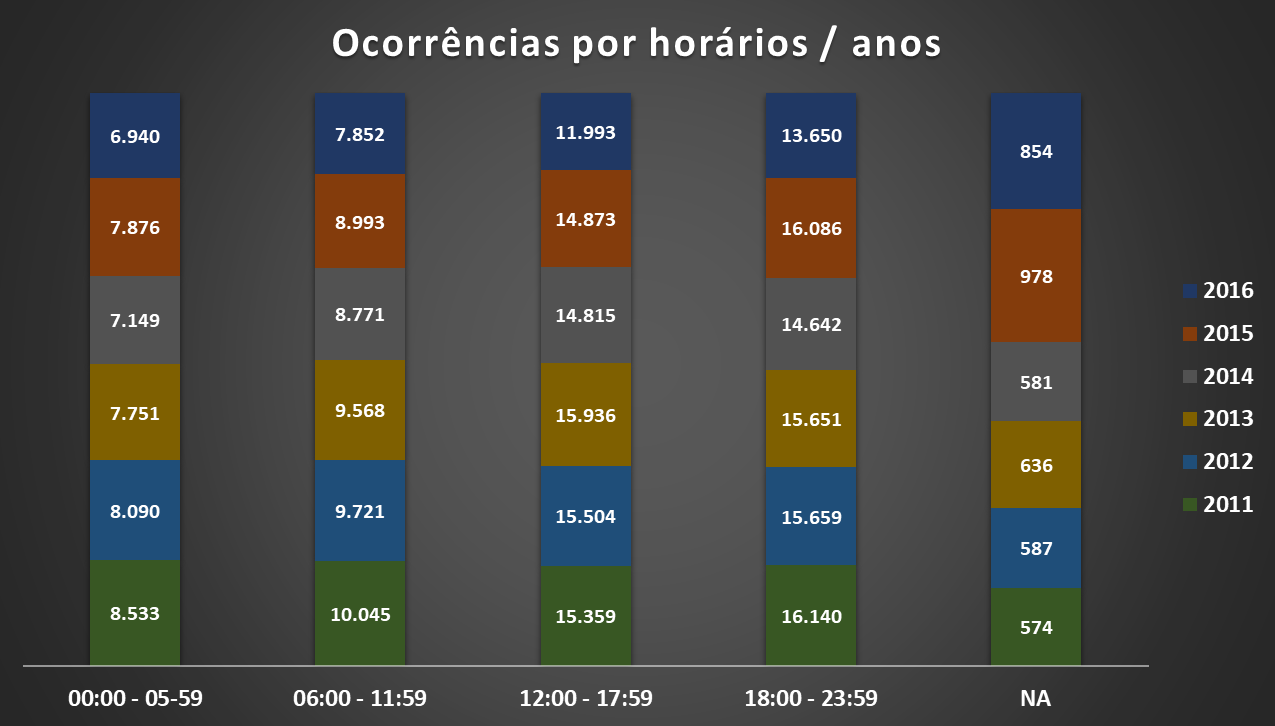 Ocorrências por horários / anos
6.940 7.852 11.993 13.650 854
7.876 8.993 14.873 16.086 978
7.149 8.771 14.815 14.642 581
7.751 9.568 15.936 15.651 636
8.090 9.721 15.504 15.659 587
8.533 10.045 15.359 16.140 574
00:00 - 05-59 06:00 - 11:59 12:00 - 17:59 18:00 - 23:59 NA
2016
2015
2014
2013
2012
2011